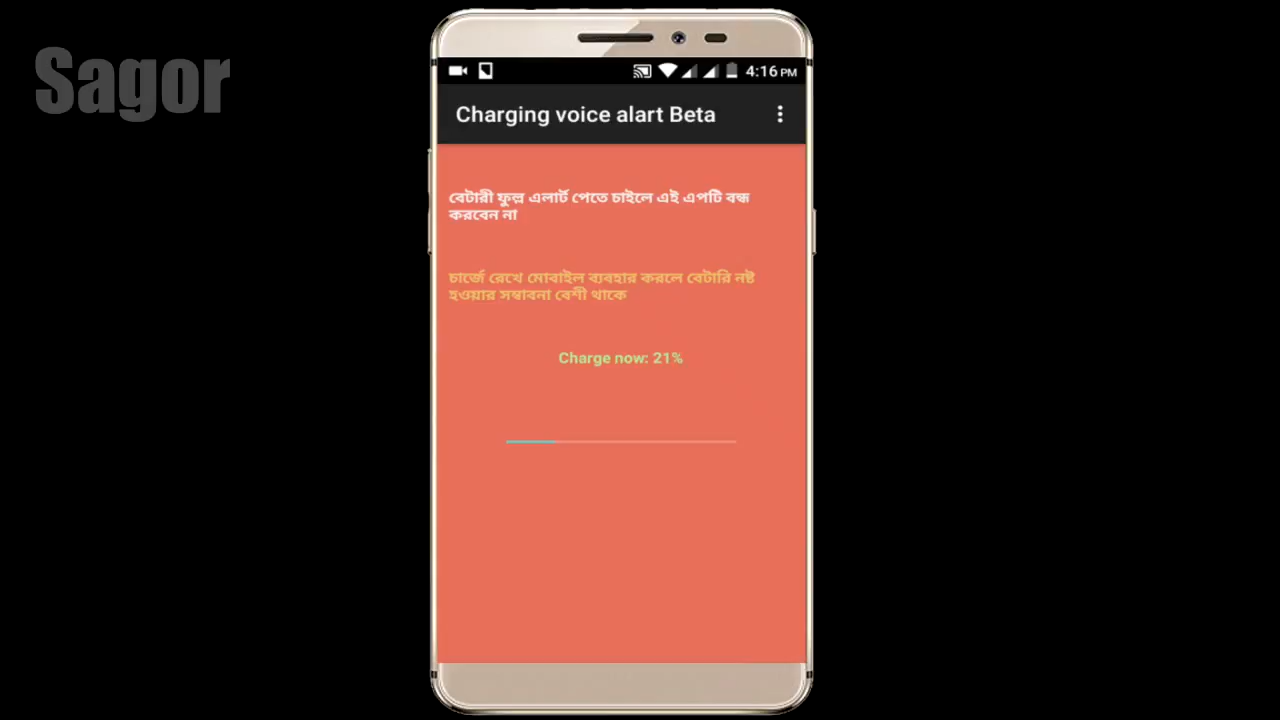 Sagor
4:16 PM
Charging voice alart Beta
বেটারী ফুল্ল এলার্ট পেতে চাইলে এই এপটি বন্ধ
করবেন না
চার্জে রেখে মোবাইল ব্যবহার করলে বেটারি নষ্ট
হওয়ার সম্বাবনা বেশী থাকে
Charge now: 21%